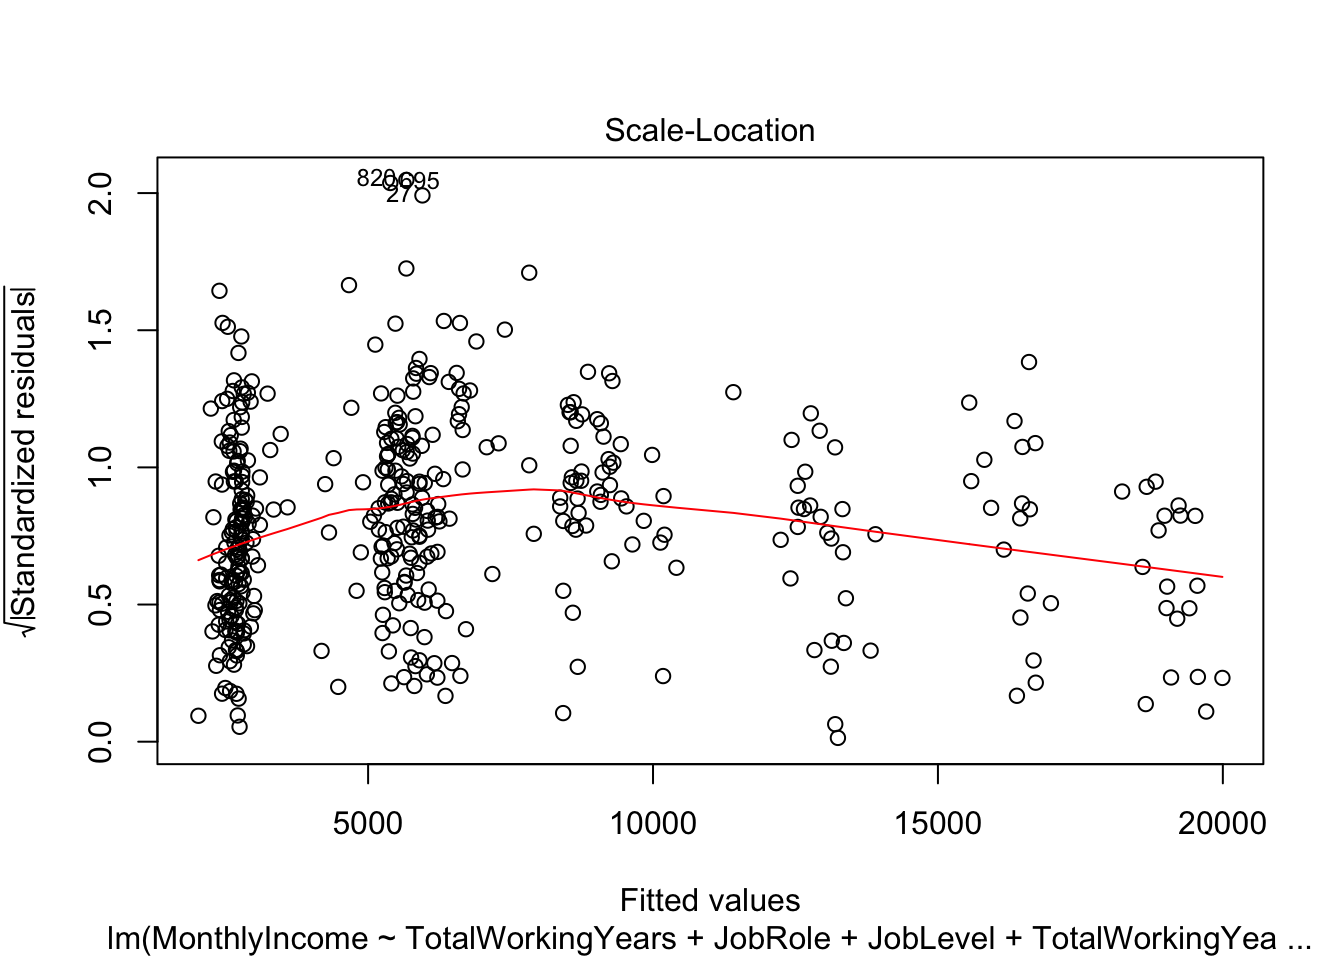 Scale-Location
√|Standardized residuals|
2.0
1.5
1.0
0.5
0.0
820 695
27
5000 10000 15000 20000
Fitted values
lm(MonthlyIncome ~ TotalWorkingYears + JobRole + JobLevel + TotalWorkingYea ...